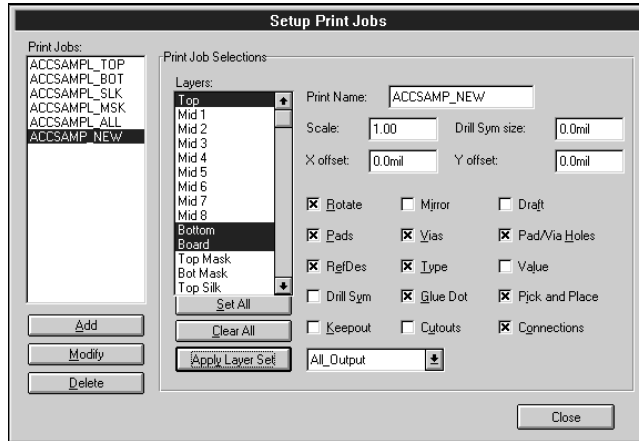 Setup Print Jobs
Print Jobs:
ACCSAMPL_TOP
ACCSAMPL_BOT
ACCSAMPL_SLK
ACCSAMPL_MSK
ACCSAMPL_ALL
ACCSAMP_NEW
Add
Modify
Delete
Print Job Selections
Layers:
Top
Mid 1
Mid 2
Mid 3
Mid 4
Mid 5
Mid 6
Mid 7
Mid 8
Bottom
Board
Top Mask
Bot Mask
Top Silk
Set All
Clear All
Apply Layer Set
Print Name: ACCSAMP_NEW
Scale: 1.00 Drill Sym size: 0.0mil
X offset: 0.0mil Y offset: 0.0mil
Rotate Mirror Draft
Pads Vias Pad/Via Holes
RefDes Type Value
Drill Sym Glue Dot Pick and Place
Keepout Cutouts Connections
All_Output
Close